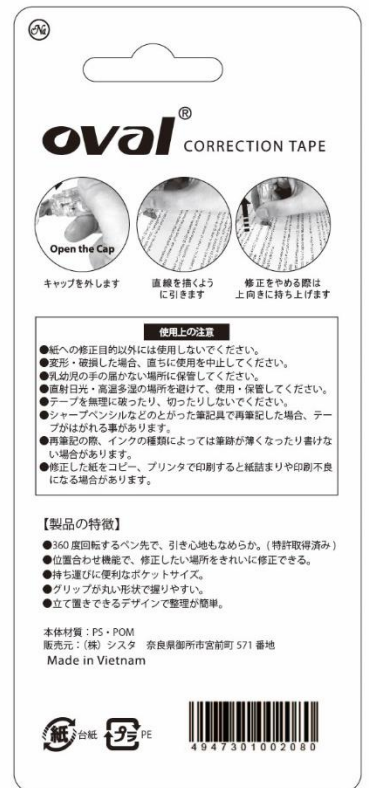 oval® CORRECTION TAPE
Open the Cap
キャップを外します
直線を描くよう
に引きます
修正をやめる際は
上向きに持ち上げます
使用上の注意
●紙への修正目的以外には使用しないでください。
●変形・破損した場合、直ちに使用を中止してください。
●乳幼児の手の届かない場所に保管してください。
●直射日光・高温多湿の場所を避けて、使用・保管してください。
●テープを無理に破ったり、切ったりしないでください。
●シャープペンシルなどのとがった筆記具で再筆記した場合、テー
プがはがれる事があります。
●再筆記の際、インクの種類によっては筆跡が薄くなったり書けな
い場合があります。
●修正した紙をコピー、プリンタで印刷すると紙詰まりや印刷不良
になる場合があります。
【製品の特徴】
●360度回転するペン先で、引き心地もなめらか。(特許取得済み)
●位置合わせ機能で、修正したい場所をきれいに修正できる。
●持ち運びに便利なポケットサイズ。
●グリップが丸い形状で握りやすい。
●立て置きできるデザインで整理が簡単。
本体材質：PS・POM
販売元：(株) シスタ 奈良県御所市宮前町 571 番地
Made in Vietnam
紙 台紙 プラ PE
4947301002080